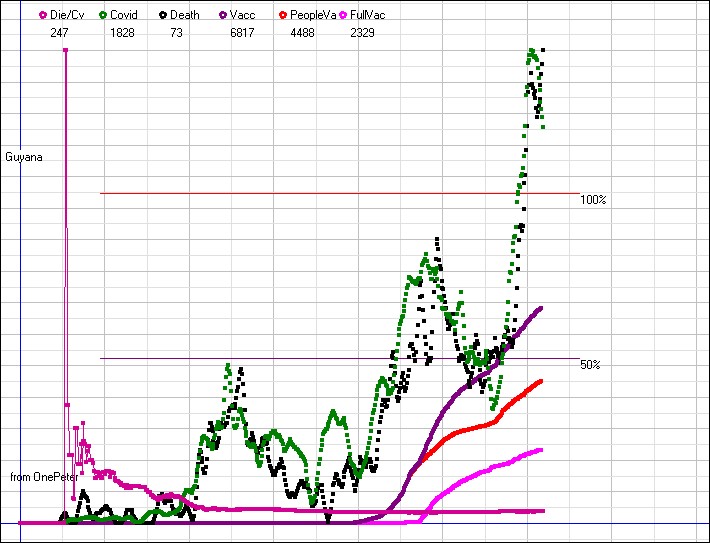 Die/Cv Covid Death Vacc PeopleVa FullVac
247 1828 73 6817 4488 2329
Guyana
100%
50%
from OnePeter